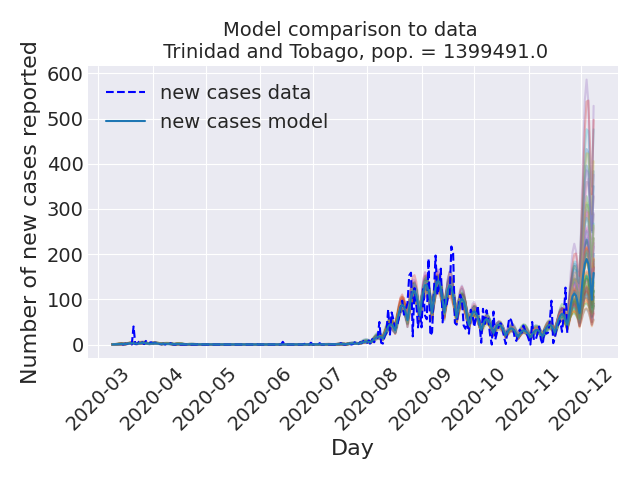 Model comparison to data
Trinidad and Tobago, pop. = 1399491.0
Number of new cases reported
600
500
400
300
200
100
0
new cases data
new cases model
2020-03
2020-04
2020-05
2020-06
2020-07
2020-08
2020-09
2020-10
2020-11
2020-12
Day